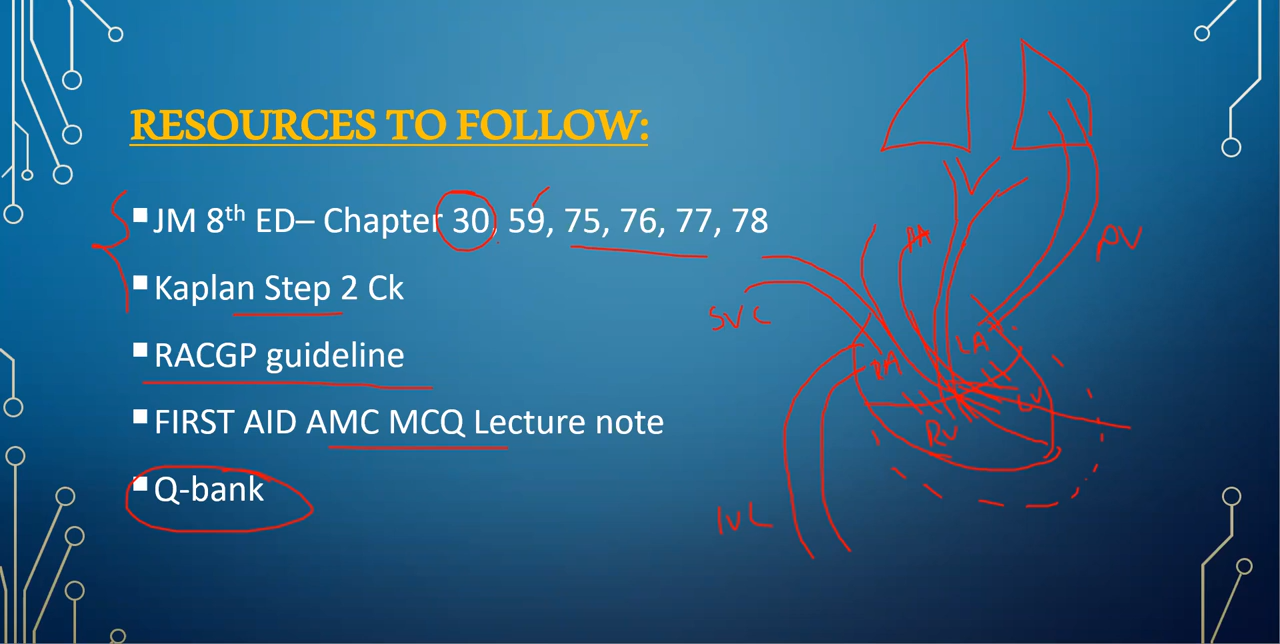 RESOURCES TO FOLLOW:
JM 8th ED– Chapter 30, 59, 75, 76, 77, 78
Kaplan Step 2 Ck
RACGP guideline
FIRST AID AMC MCQ Lecture note
Q-bank
PA
PV
SVC
LA
RA
LV
RV
IVC